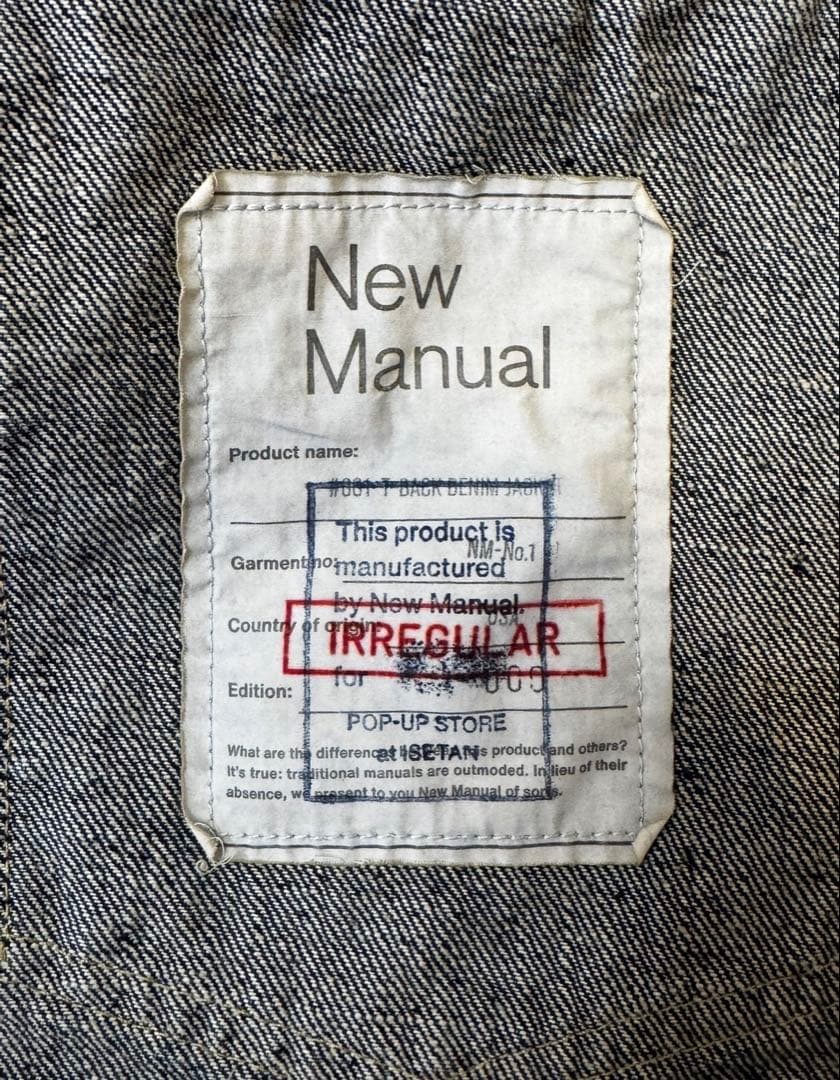 New
Manual
Product name:
#001 T-BACK DENIM JACK
This product is
NM-No.1
Garment no:
manufactured
by New Manual.
USA
Country of origin:
IRREGULAR
for
Edition:
POP-UP STORE
at ISETAN
What are the differences this product and others?
It's true: traditional manuals are outmoded. In lieu of their
absence, we present to you New Manual of sorts.